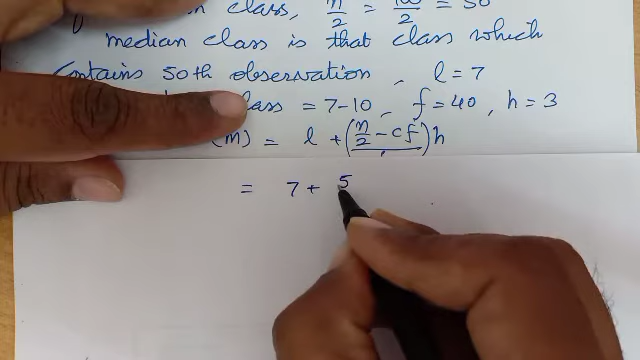 class, n/2 = 100/2 = 50
median class is that class which
Contains 50th observation, l = 7
class = 7-10, f = 40, h = 3
(M) = l + (n/2 - cf)h
= 7 + 5